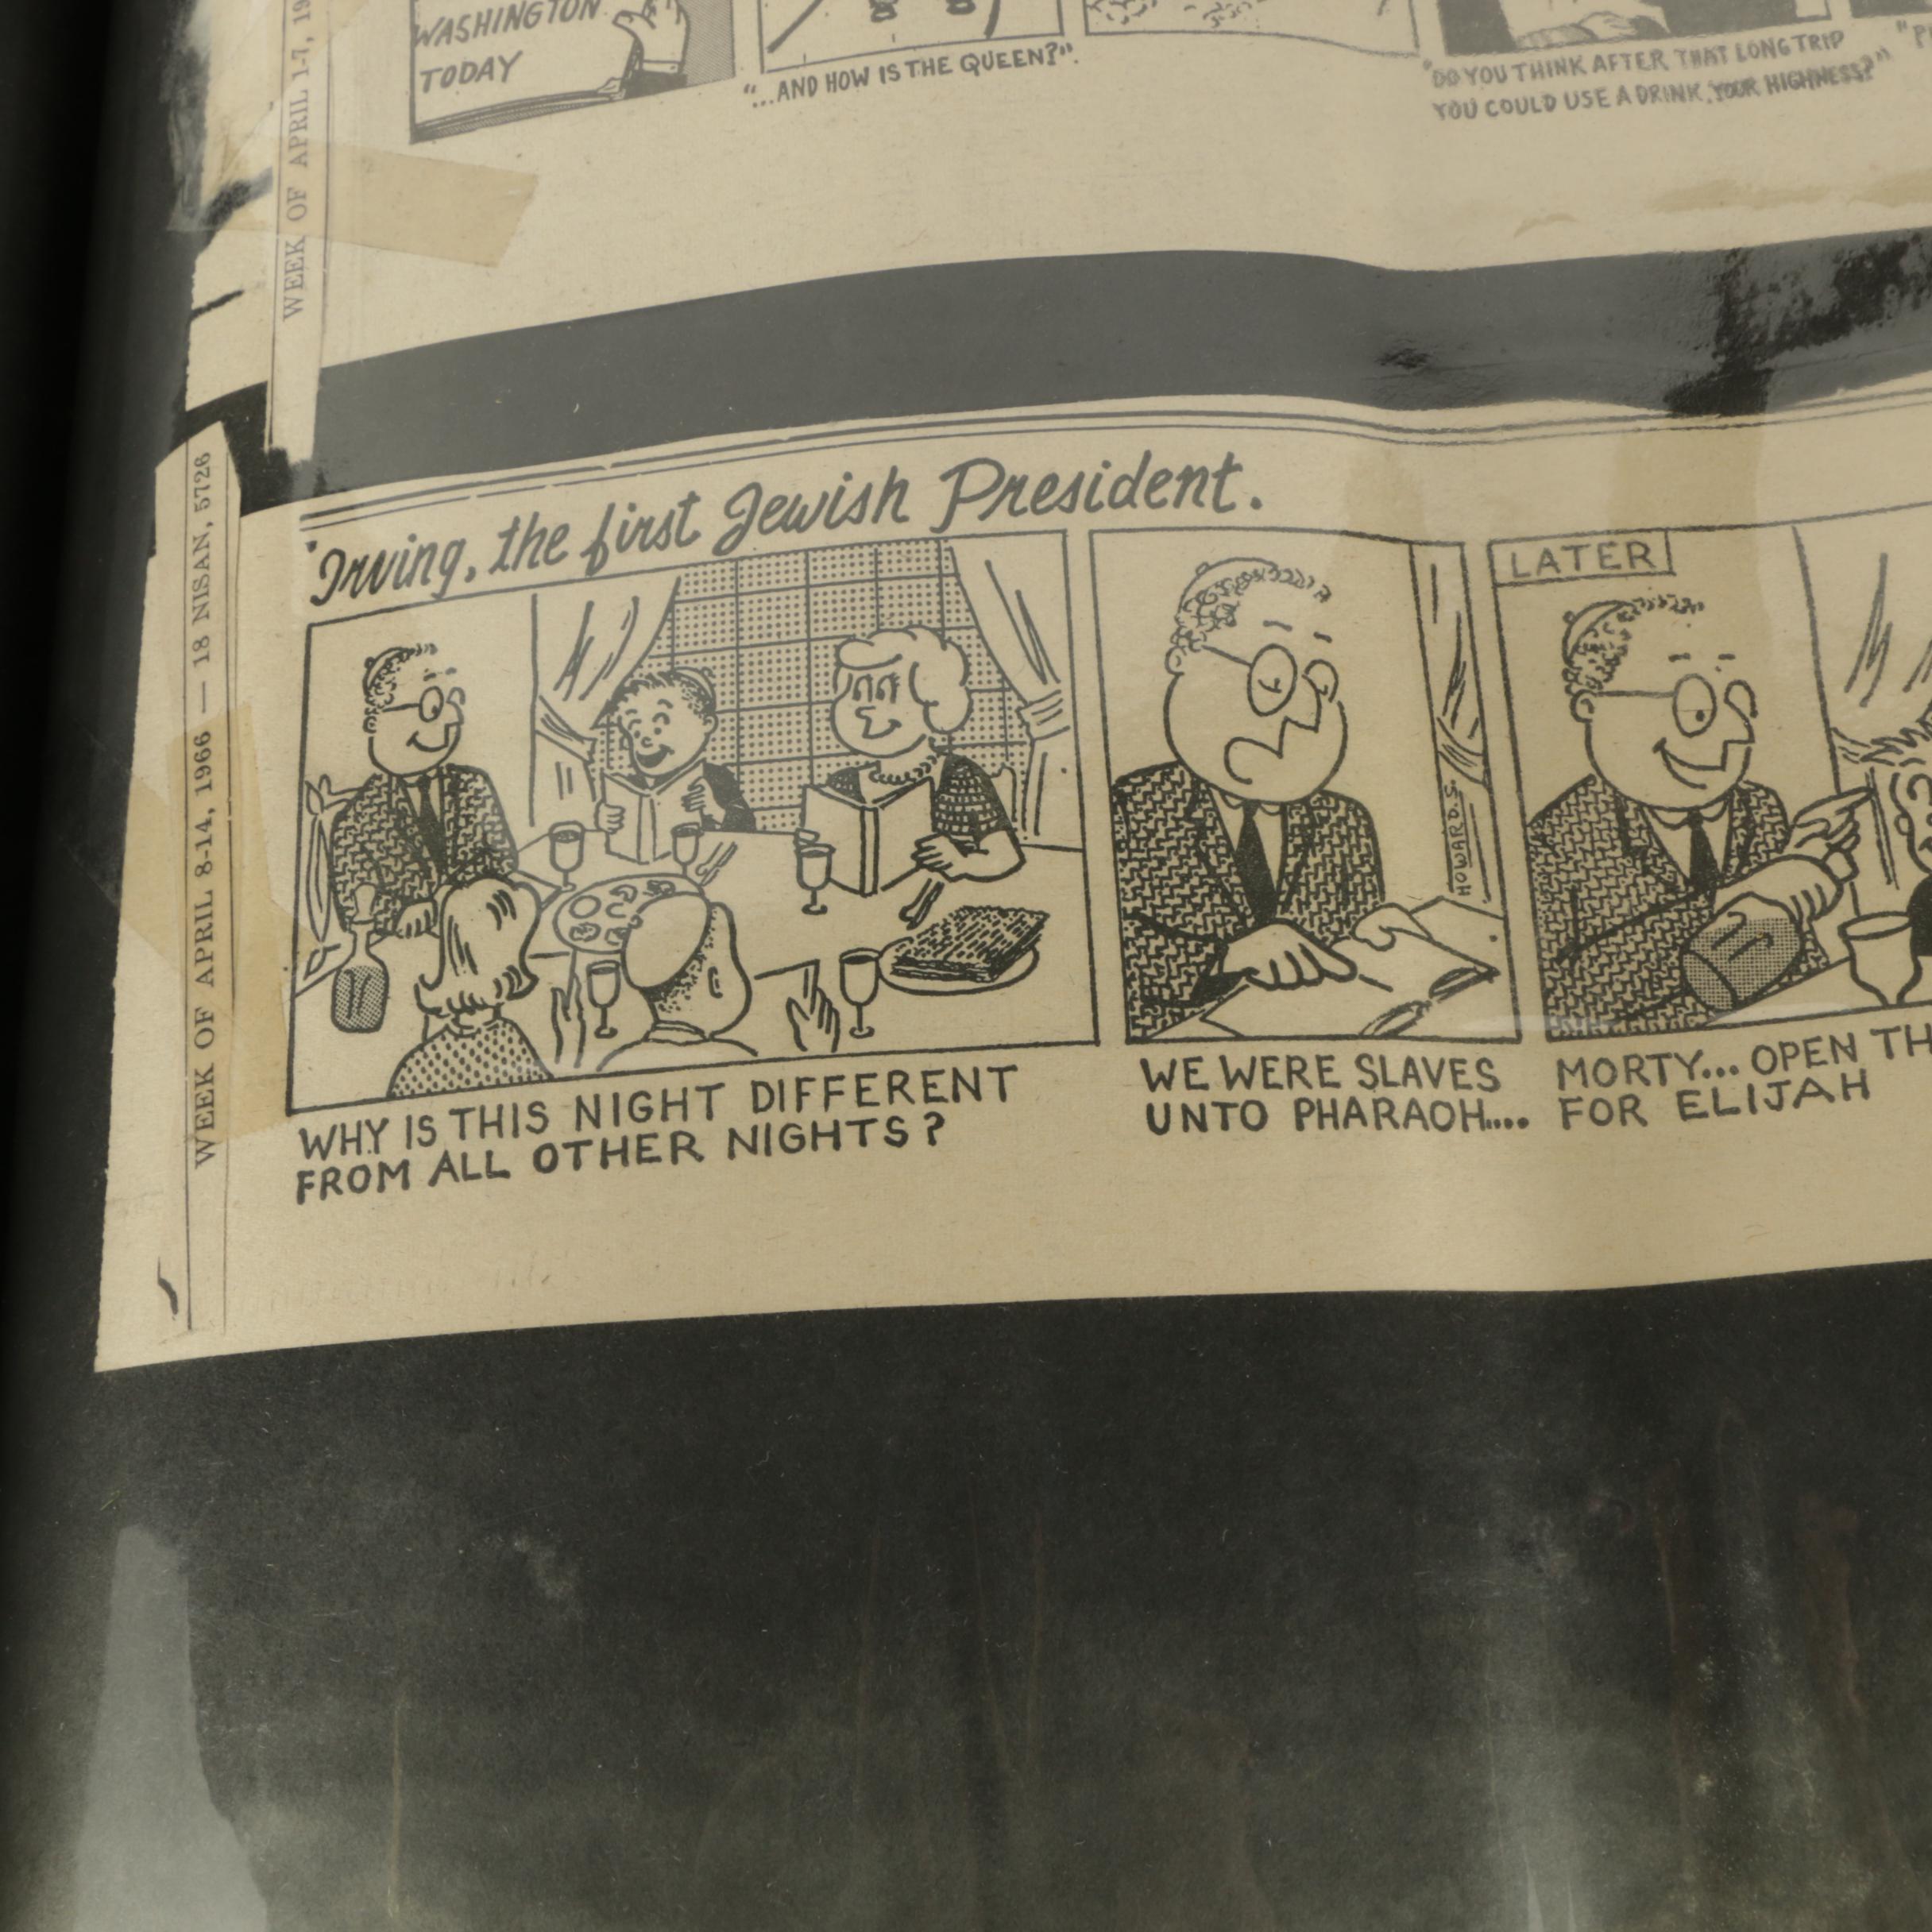 WEEK OF APRIL 1-7, 19
WASHINGTON
TODAY
"...AND HOW IS THE QUEEN?".
"DO YOU THINK AFTER THAT LONG TRIP
YOU COULD USE A DRINK, YOUR HIGHNESS?"
WEEK OF APRIL 8-14, 1966 — 18 NISAN, 5726
'Irving, the first Jewish President.
WHY IS THIS NIGHT DIFFERENT
FROM ALL OTHER NIGHTS?
HOWARD.S.
WE WERE SLAVES
UNTO PHARAOH....
LATER
MORTY... OPEN TH
FOR ELIJAH